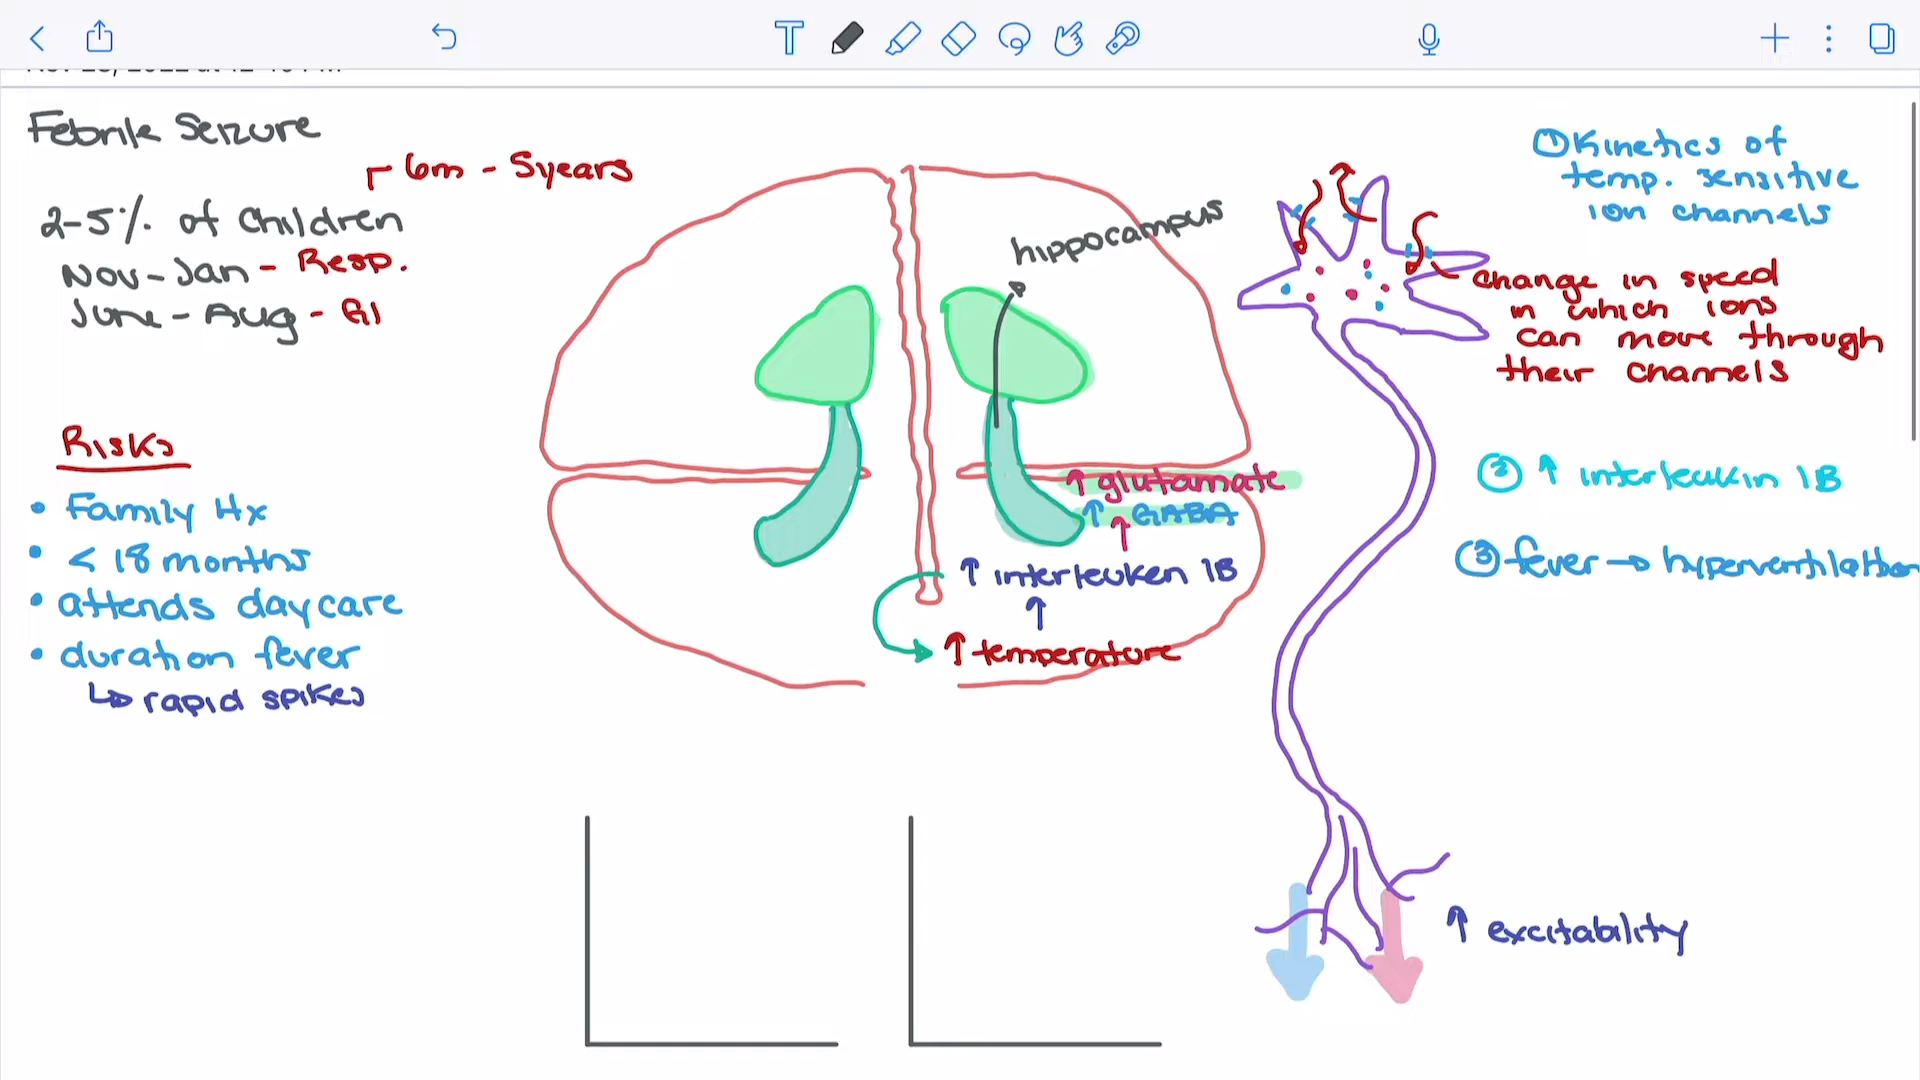 Febrile Seizure
6m - 5years
2-5% of Children
Nov - Jan - Resp.
June - Aug - GI
Risks
• Family Hx
• < 18 months
• attends daycare
• duration fever
↳ rapid spikes
hippocampus
↑ glutamate
↑ GABA
↑
↑ interleuken 1B
↑
↑ temperature
① Kinetics of
temp. sensitive
ion channels
change in speed
in which ions
can move through
their channels
② ↑ interleukin 1B
③ fever → hyperventilation
↑ excitability